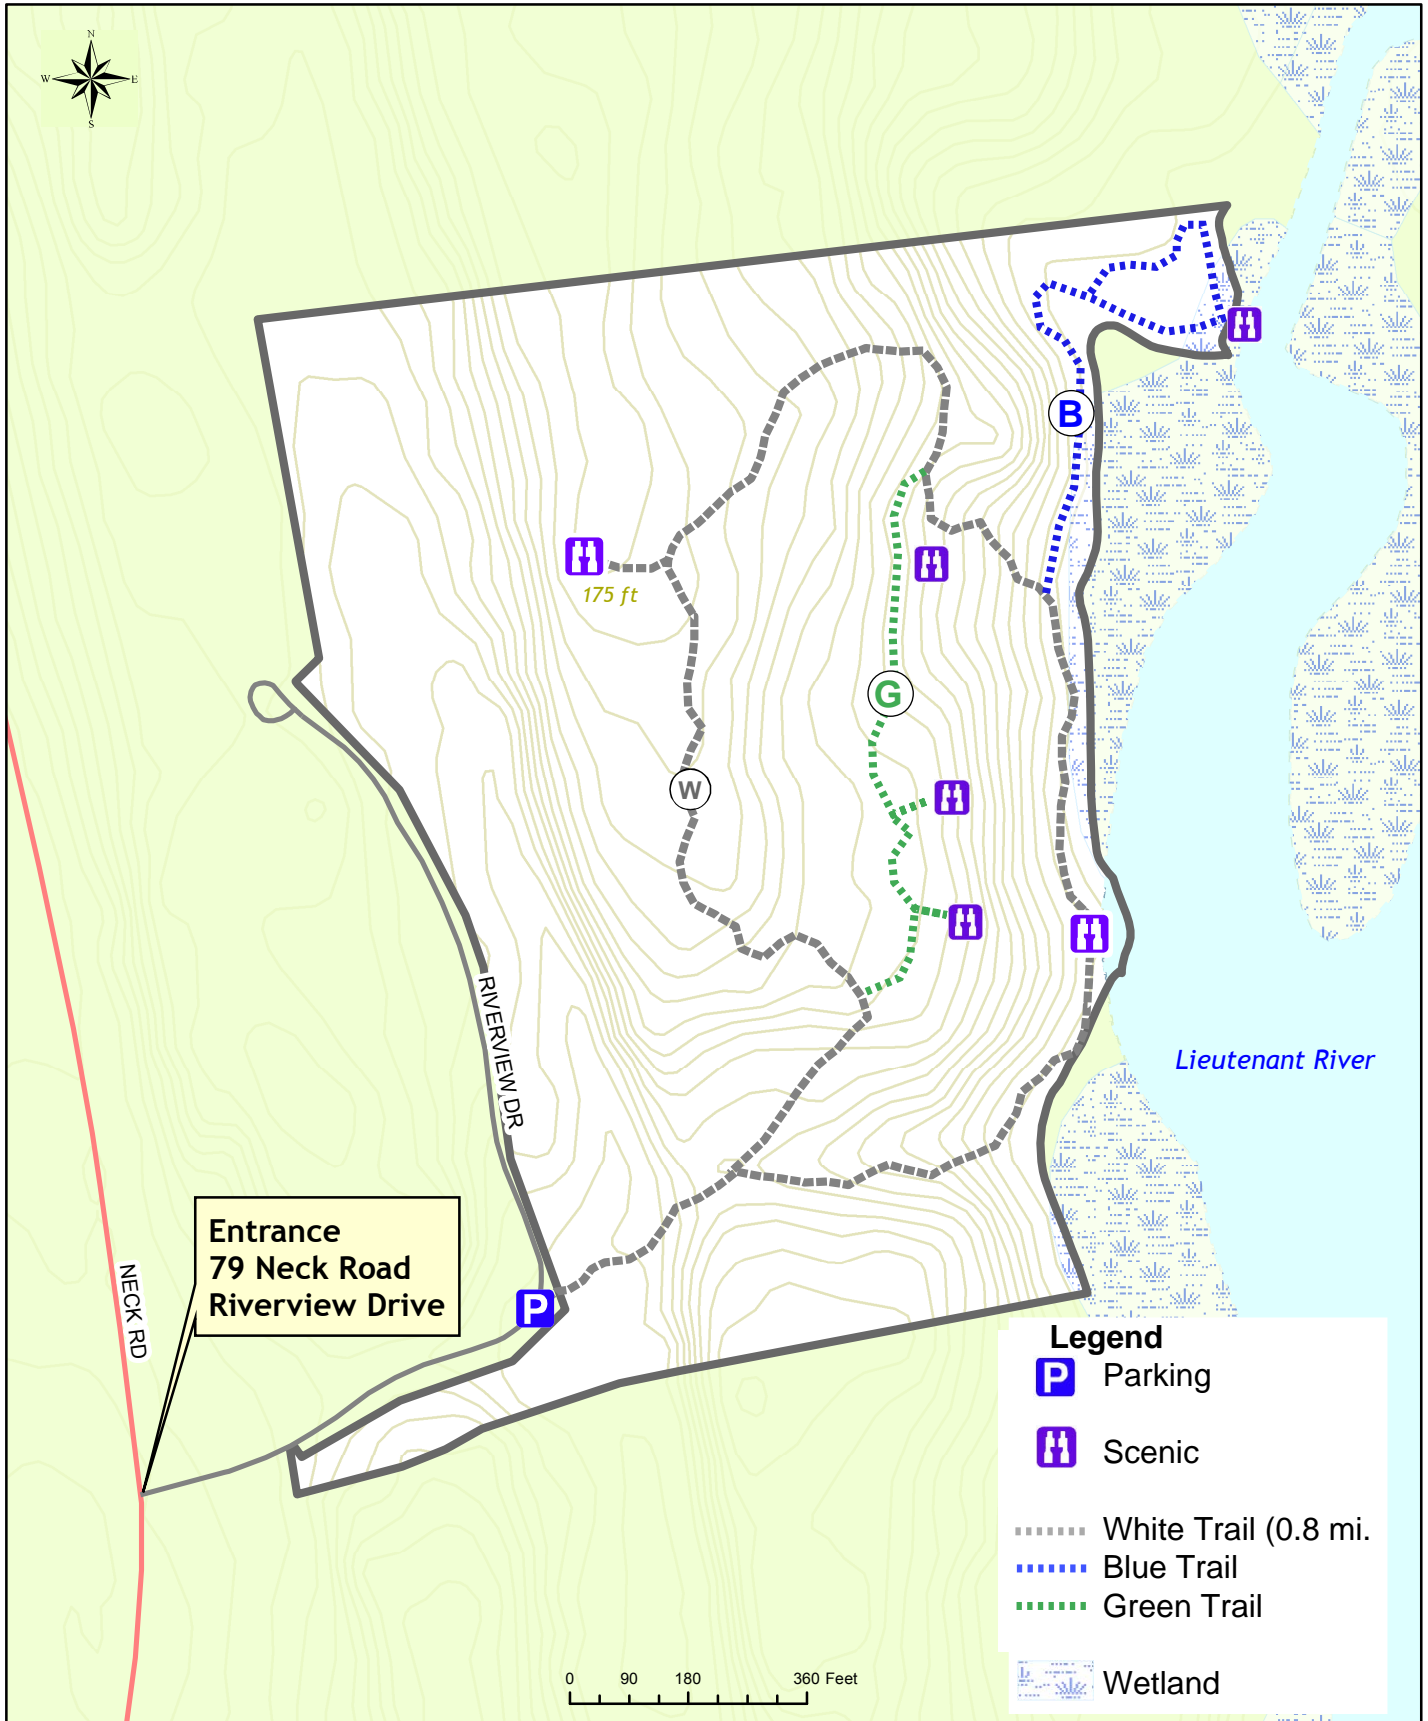 N
W E
S
B
175 ft
G
W
RIVERVIEW DR
Lieutenant River
Entrance
79 Neck Road
Riverview Drive
NECK RD
P
Legend
P Parking
Scenic
White Trail (0.8 mi.
Blue Trail
Green Trail
Wetland
0 90 180 360 Feet